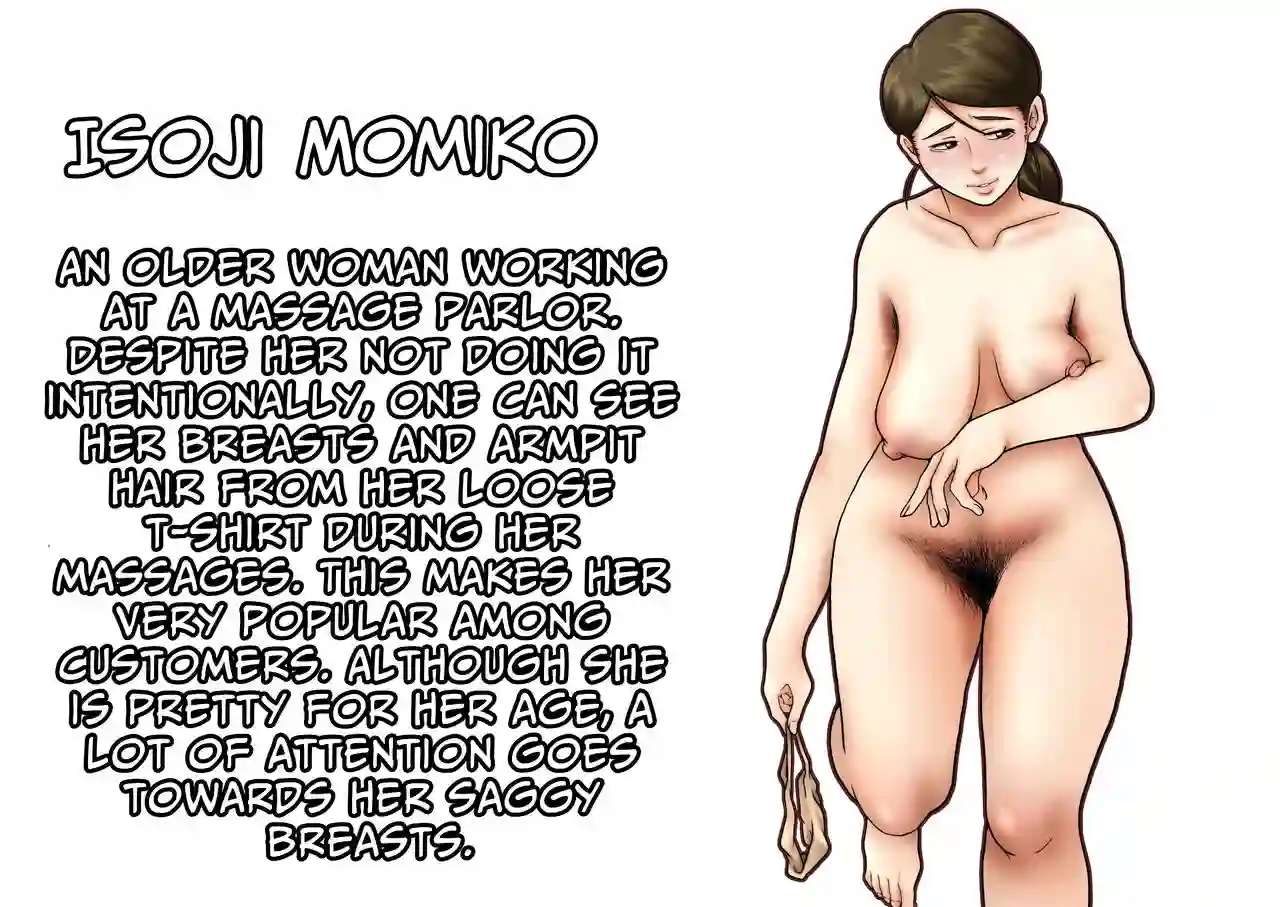 ISOJI MOMIKO
AN OLDER WOMAN WORKING
AT A MASSAGE PARLOR.
DESPITE HER NOT DOING IT
INTENTIONALLY, ONE CAN SEE
HER BREASTS AND ARMPIT
HAIR FROM HER LOOSE
T-SHIRT DURING HER
MASSAGES. THIS MAKES HER
VERY POPULAR AMONG
CUSTOMERS. ALTHOUGH SHE
IS PRETTY FOR HER AGE, A
LOT OF ATTENTION GOES
TOWARDS HER SAGGY
BREASTS.